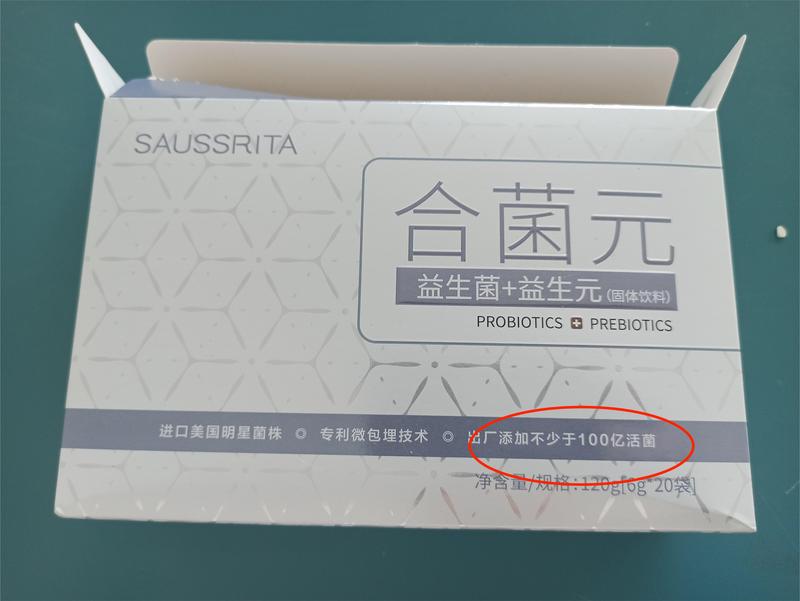 SAUSSRITA
合菌元
益生菌+益生元(固体饮料)
PROBIOTICS PREBIOTICS
进口美国明星菌株 ◎ 专利微包埋技术 ◎ 出厂添加不少于100亿活菌
净含量/规格:120g[6g*20袋]